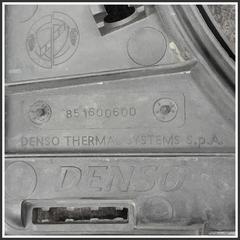 851600600
DENSO THERMAL SYSTEMS S.p.A.
DENSO